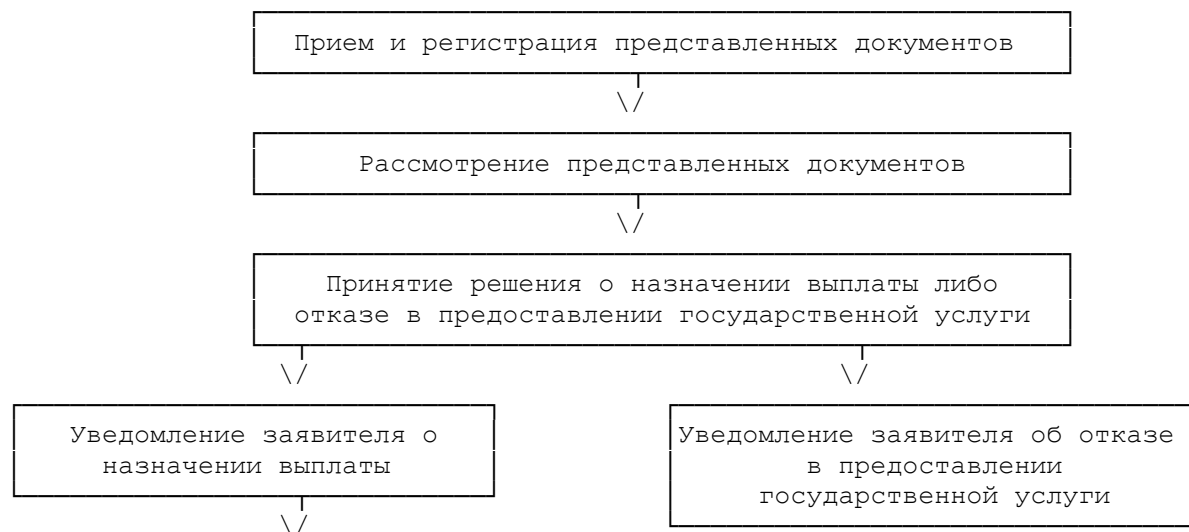 Прием и регистрация представленных документов
Рассмотрение представленных документов
Принятие решения о назначении выплаты либо
отказе в предоставлении государственной услуги
Уведомление заявителя о
назначении выплаты
Уведомление заявителя об отказе
в предоставлении
государственной услуги